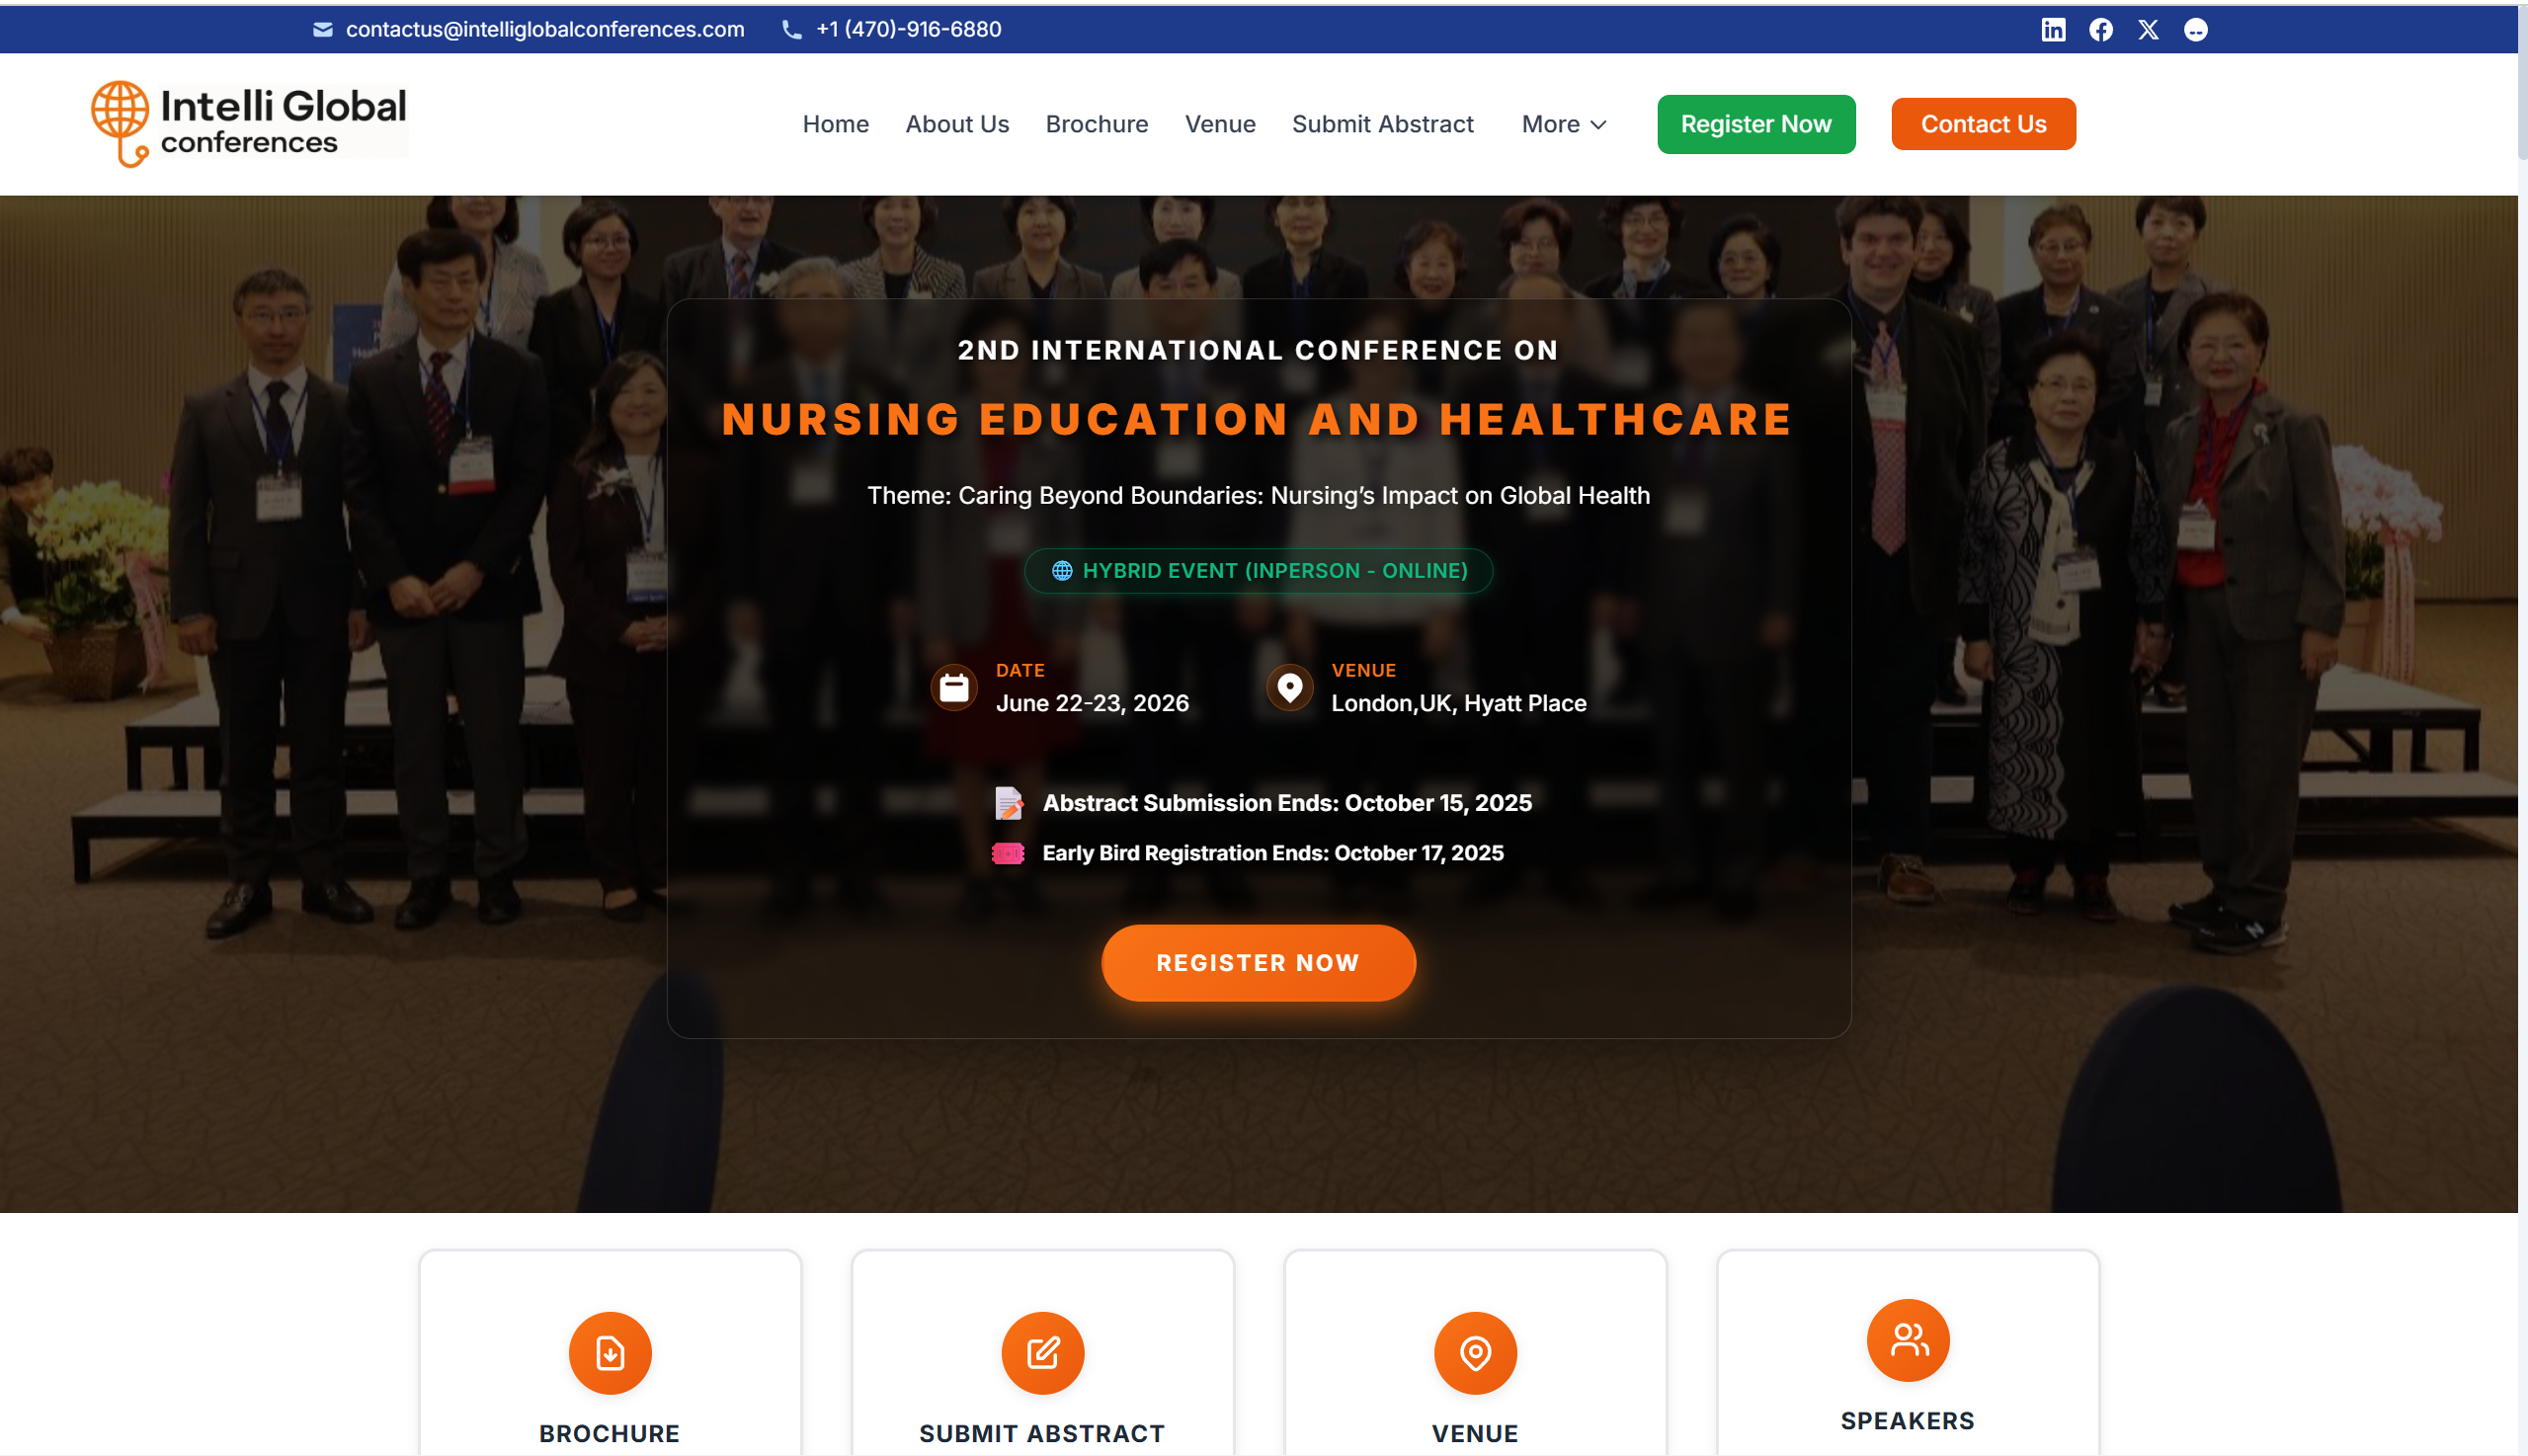 contactus@intelliglobalconferences.com +1 (470)-916-6880
Intelli Global
conferences
Home About Us Brochure Venue Submit Abstract More Register Now Contact Us
2ND INTERNATIONAL CONFERENCE ON
NURSING EDUCATION AND HEALTHCARE
Theme: Caring Beyond Boundaries: Nursing’s Impact on Global Health
HYBRID EVENT (INPERSON - ONLINE)
DATE
June 22-23, 2026
VENUE
London,UK, Hyatt Place
Abstract Submission Ends: October 15, 2025
Early Bird Registration Ends: October 17, 2025
REGISTER NOW
BROCHURE
SUBMIT ABSTRACT
VENUE
SPEAKERS